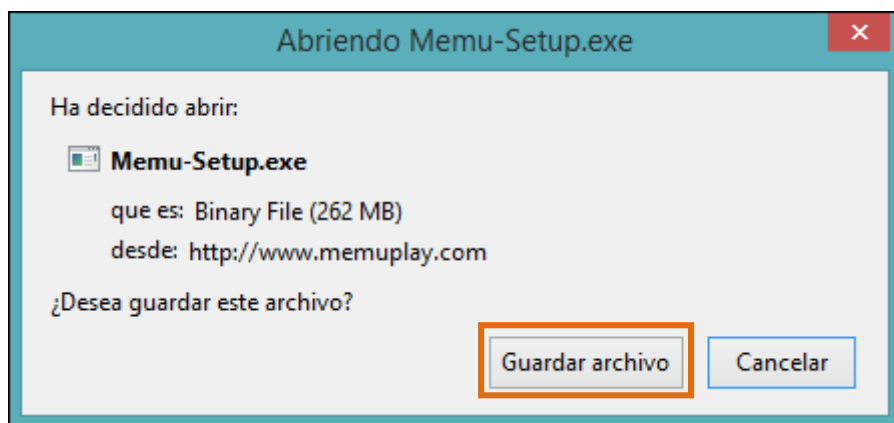 Abriendo Memu-Setup.exe
Ha decidido abrir:
Memu-Setup.exe
que es: Binary File (262 MB)
desde: http://www.memuplay.com
¿Desea guardar este archivo?
Guardar archivo Cancelar